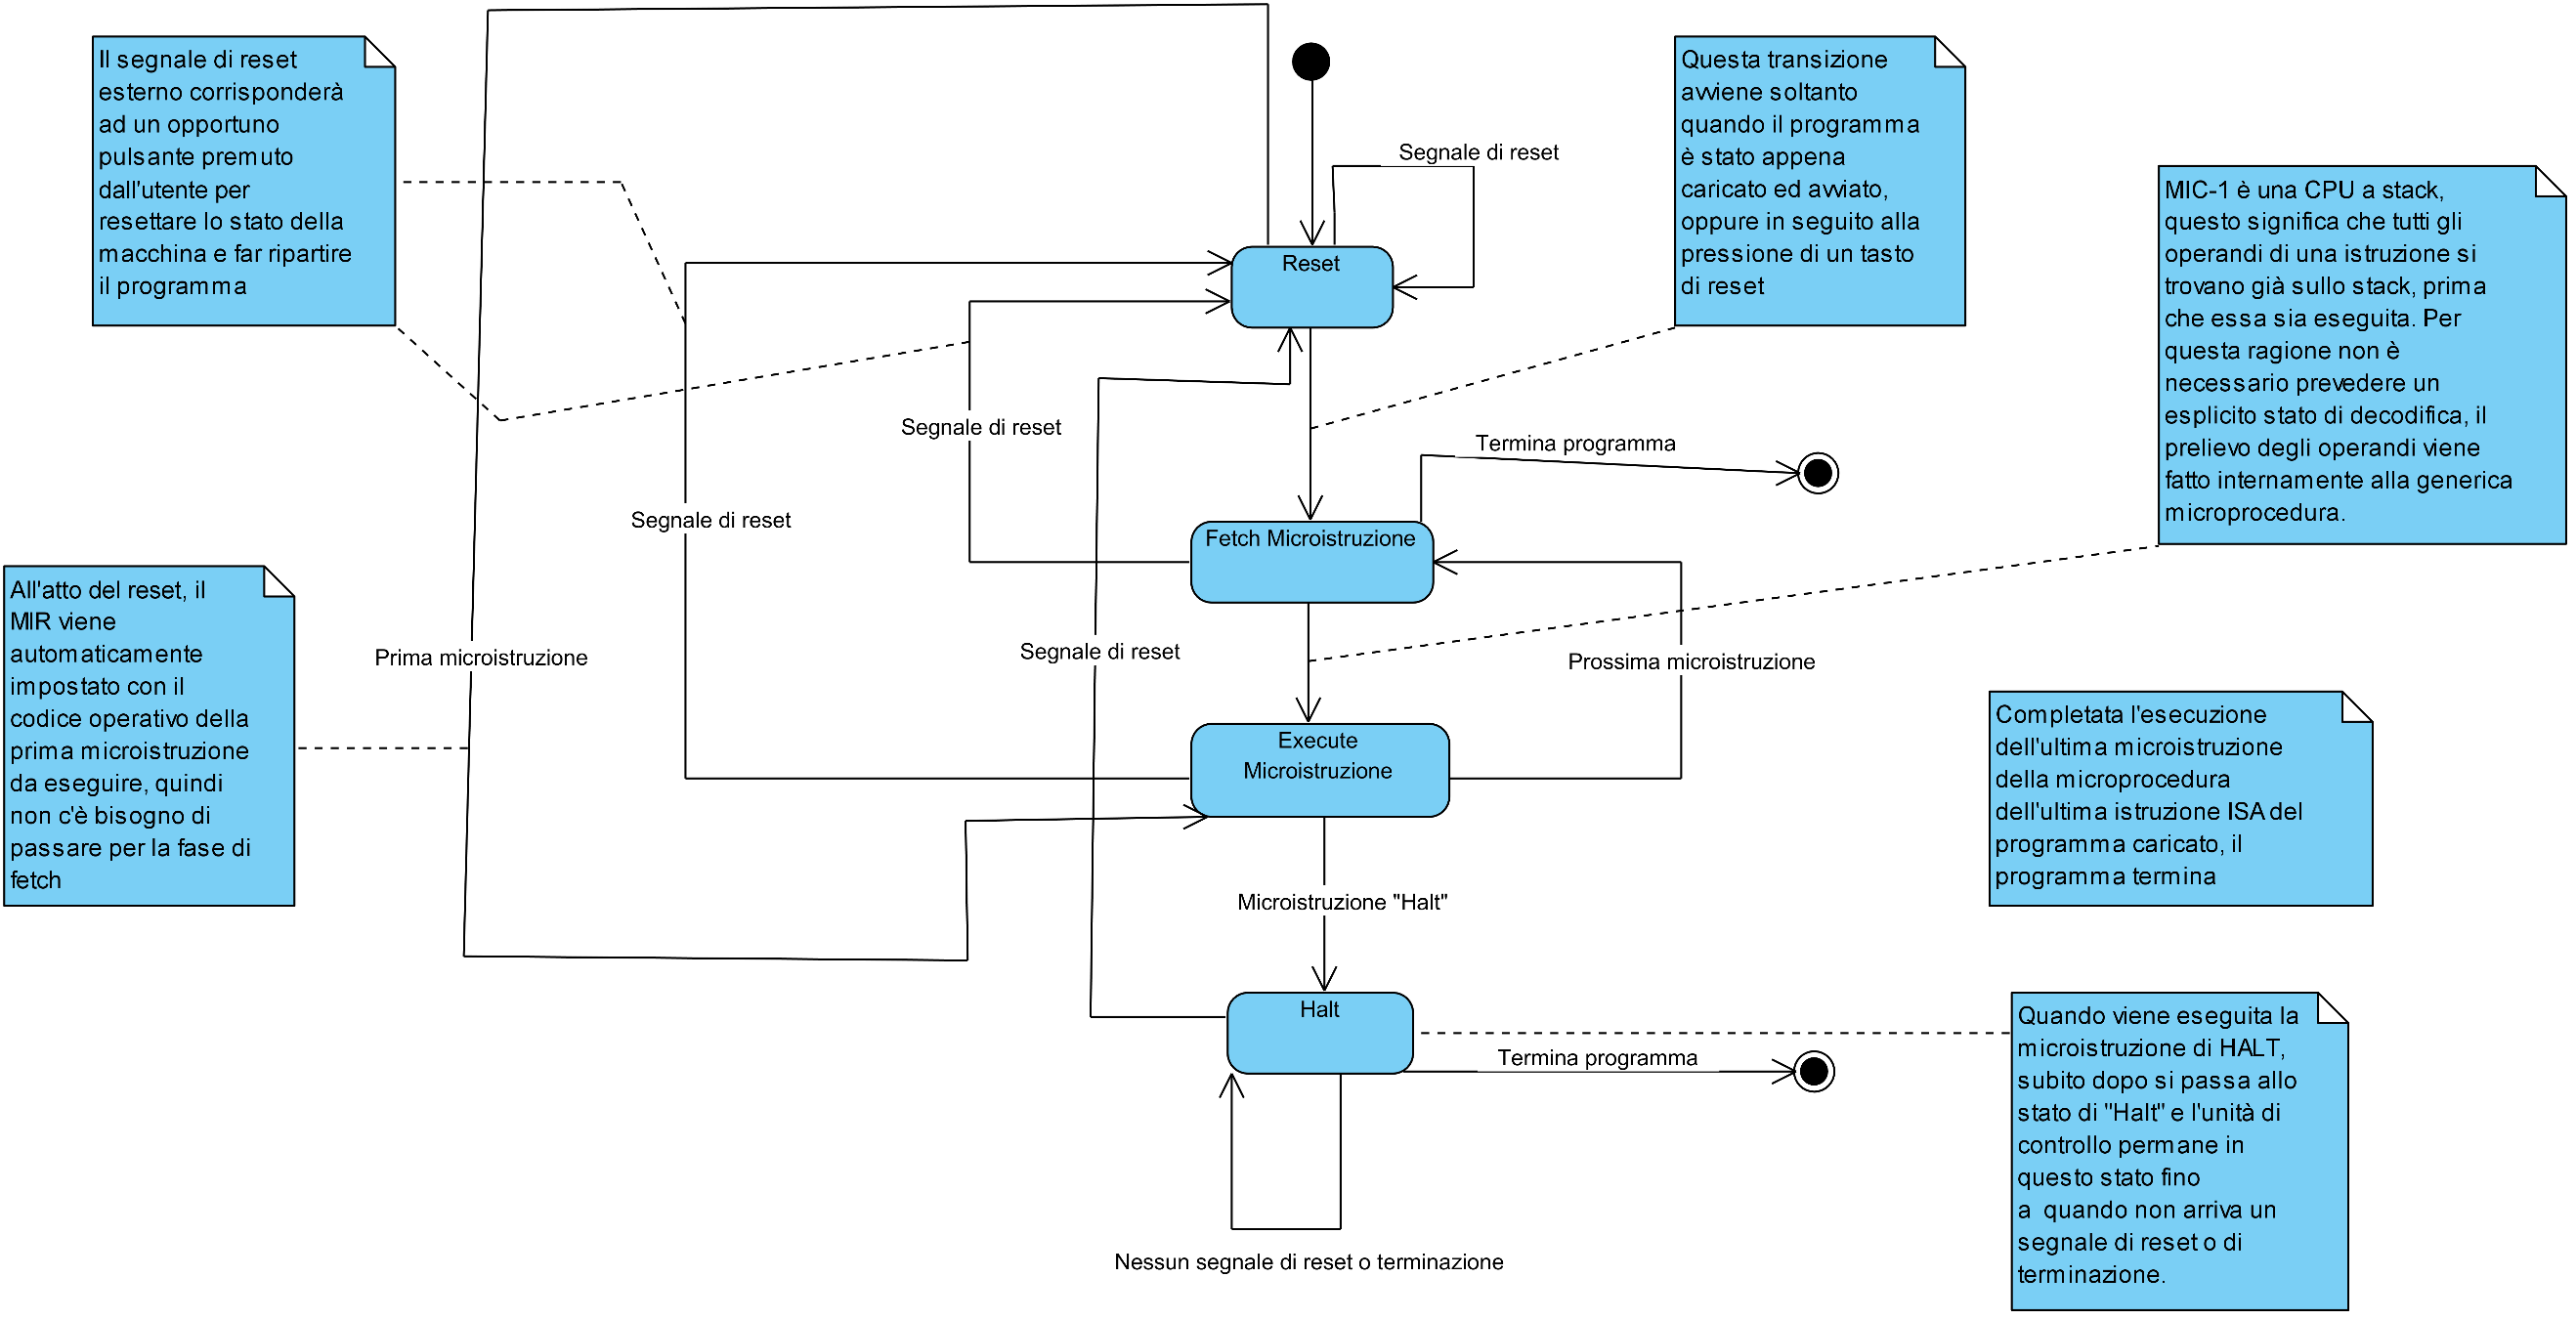 Il segnale di reset
esterno corrisponderà
ad un opportuno
pulsante premuto
dall'utente per
resettare lo stato della
macchina e far ripartire
il programma
Questa transizione
avviene soltanto
quando il programma
è stato appena
caricato ed avviato,
oppure in seguito alla
pressione di un tasto
di reset
Segnale di reset
MIC-1 è una CPU a stack,
questo significa che tutti gli
operandi di una istruzione si
trovano già sullo stack, prima
che essa sia eseguita. Per
questa ragione non è
necessario prevedere un
esplicito stato di decodifica, il
prelievo degli operandi viene
fatto internamente alla generica
microprocedura.
Reset
Segnale di reset
Termina programma
Segnale di reset
Fetch Microistruzione
All'atto del reset, il
MIR viene
automaticamente
impostato con il
codice operativo della
prima microistruzione
da eseguire, quindi
non c'è bisogno di
passare per la fase di
fetch
Prima microistruzione
Segnale di reset
Prossima microistruzione
Execute
Microistruzione
Completata l'esecuzione
dell'ultima microistruzione
della microprocedura
dell'ultima istruzione ISA del
programma caricato, il
programma termina
Microistruzione "Halt"
Halt
Termina programma
Quando viene eseguita la
microistruzione di HALT,
subito dopo si passa allo
stato di "Halt" e l'unità di
controllo permane in
questo stato fino
a  quando non arriva un
segnale di reset o di
terminazione.
Nessun segnale di reset o terminazione